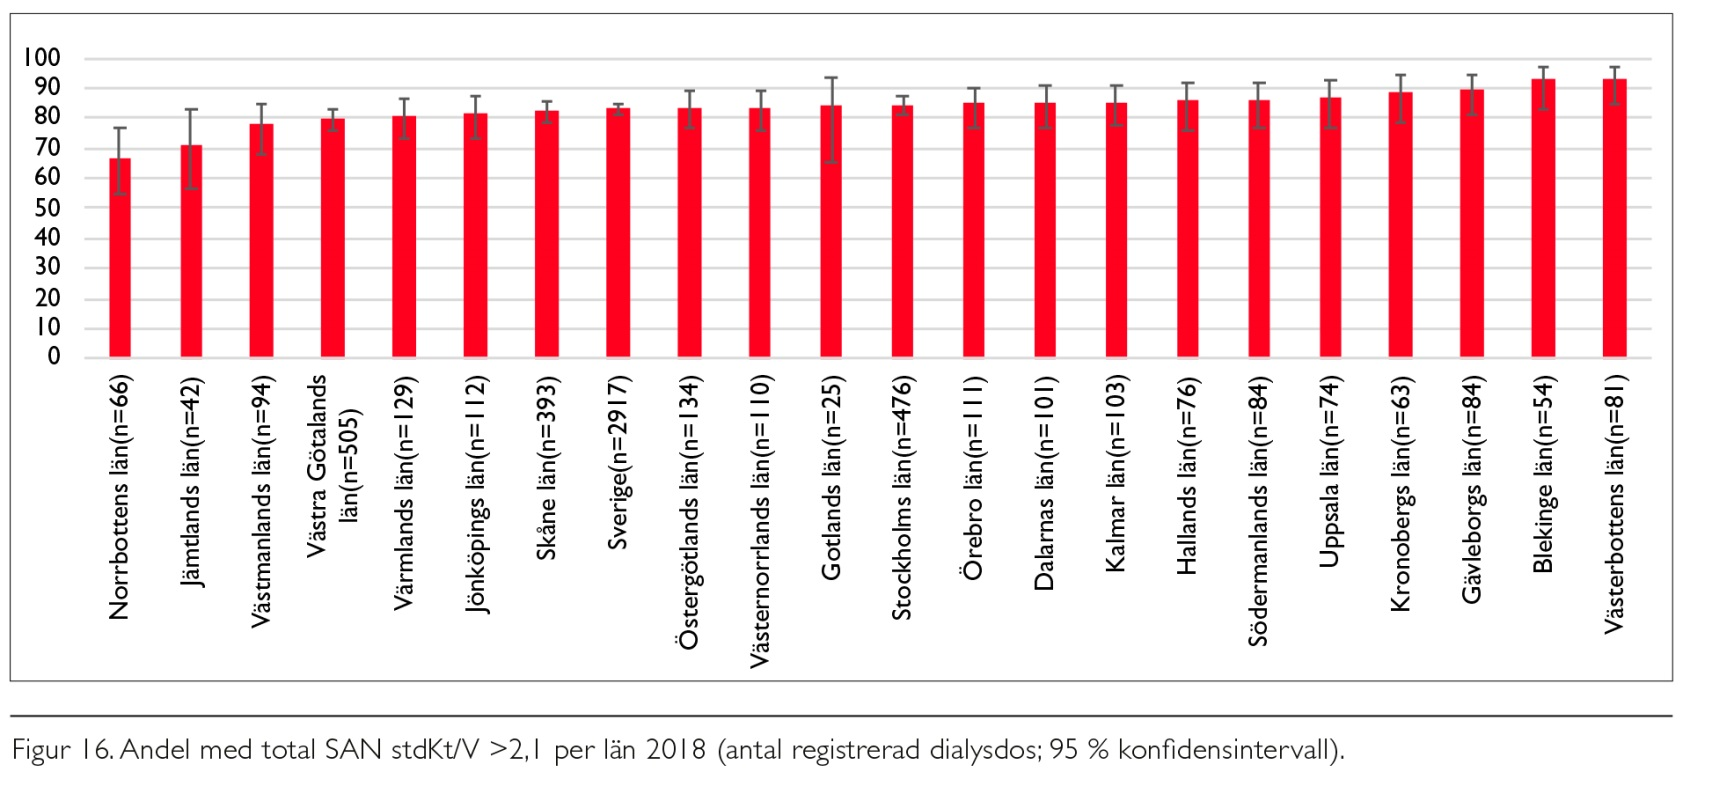 100
90
80
70
60
50
40
30
20
10
0
Norrbottens län(n=66)
Jämtlands län(n=42)
Västmanlands län(n=94)
Västra Götalands
län(n=505)
Värmlands län(n=129)
Jönköpings län(n=112)
Skåne län(n=393)
Sverige(n=2917)
Östergötlands län(n=134)
Västernorrlands län(n=110)
Gotlands län(n=25)
Stockholms län(n=476)
Örebro län(n=111)
Dalarnas län(n=101)
Kalmar län(n=103)
Hallands län(n=76)
Södermanlands län(n=84)
Uppsala län(n=74)
Kronobergs län(n=63)
Gävleborgs län(n=84)
Blekinge län(n=54)
Västerbottens län(n=81)
Figur 16. Andel med total SAN stdKt/V >2,1 per län 2018 (antal registrerad dialysdos; 95 % konfidensintervall).